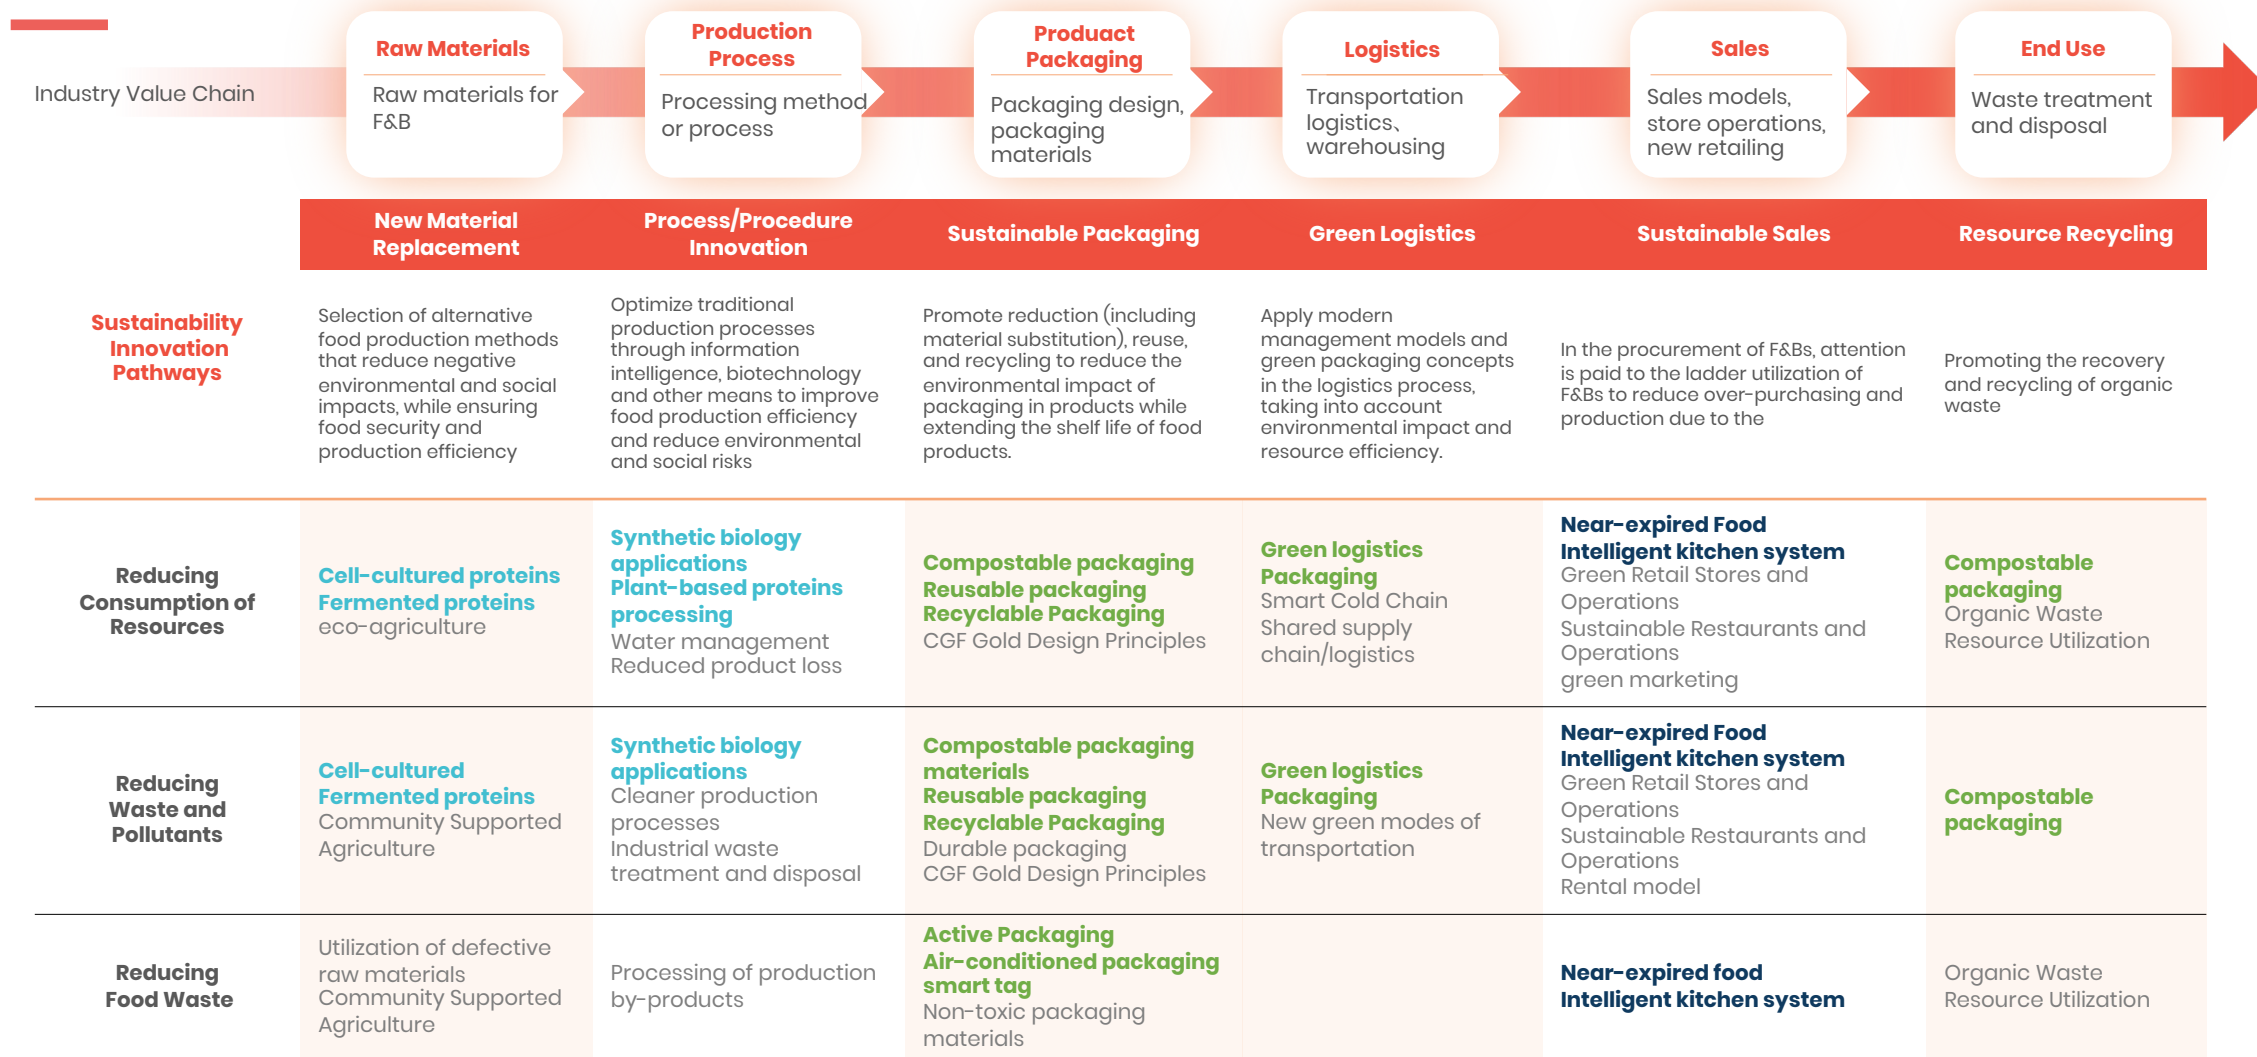 Industry Value Chain
Raw Materials
Raw materials for
F&B
Production
Process
Processing method
or process
Produact
Packaging
Packaging design,
packaging
materials
Logistics
Transportation
logistics、
warehousing
Sales
Sales models,
store operations,
new retailing
End Use
Waste treatment
and disposal
New Material
Replacement
Process/Procedure
Innovation
Sustainable Packaging
Green Logistics
Sustainable Sales
Resource Recycling
Sustainability
Innovation
Pathways
Selection of alternative
food production methods
that reduce negative
environmental and social
impacts, while ensuring
food security and
production efficiency
Optimize traditional
production processes
through information
intelligence, biotechnology
and other means to improve
food production efficiency
and reduce environmental
and social risks
Promote reduction (including
material substitution), reuse,
and recycling to reduce the
environmental impact of
packaging in products while
extending the shelf life of food
products.
Apply modern
management models and
green packaging concepts
in the logistics process,
taking into account
environmental impact and
resource efficiency.
In the procurement of F&Bs, attention
is paid to the ladder utilization of
F&Bs to reduce over-purchasing and
production due to the
Promoting the recovery
and recycling of organic
waste
Reducing
Consumption of
Resources
Cell-cultured proteins
Fermented proteins
eco-agriculture
Synthetic biology
applications
Plant-based proteins
processing
Water management
Reduced product loss
Compostable packaging
Reusable packaging
Recyclable Packaging
CGF Gold Design Principles
Green logistics
Packaging
Smart Cold Chain
Shared supply
chain/logistics
Near-expired Food
Intelligent kitchen system
Green Retail Stores and
Operations
Sustainable Restaurants and
Operations
green marketing
Compostable
packaging
Organic Waste
Resource Utilization
Reducing
Waste and
Pollutants
Cell-cultured
Fermented proteins
Community Supported
Agriculture
Synthetic biology
applications
Cleaner production
processes
Industrial waste
treatment and disposal
Compostable packaging
materials
Reusable packaging
Recyclable Packaging
Durable packaging
CGF Gold Design Principles
Green logistics
Packaging
New green modes of
transportation
Near-expired Food
Intelligent kitchen system
Green Retail Stores and
Operations
Sustainable Restaurants and
Operations
Rental model
Compostable
packaging
Reducing
Food Waste
Utilization of defective
raw materials
Community Supported
Agriculture
Processing of production
by-products
Active Packaging
Air-conditioned packaging
smart tag
Non-toxic packaging
materials
Near-expired food
Intelligent kitchen system
Organic Waste
Resource Utilization